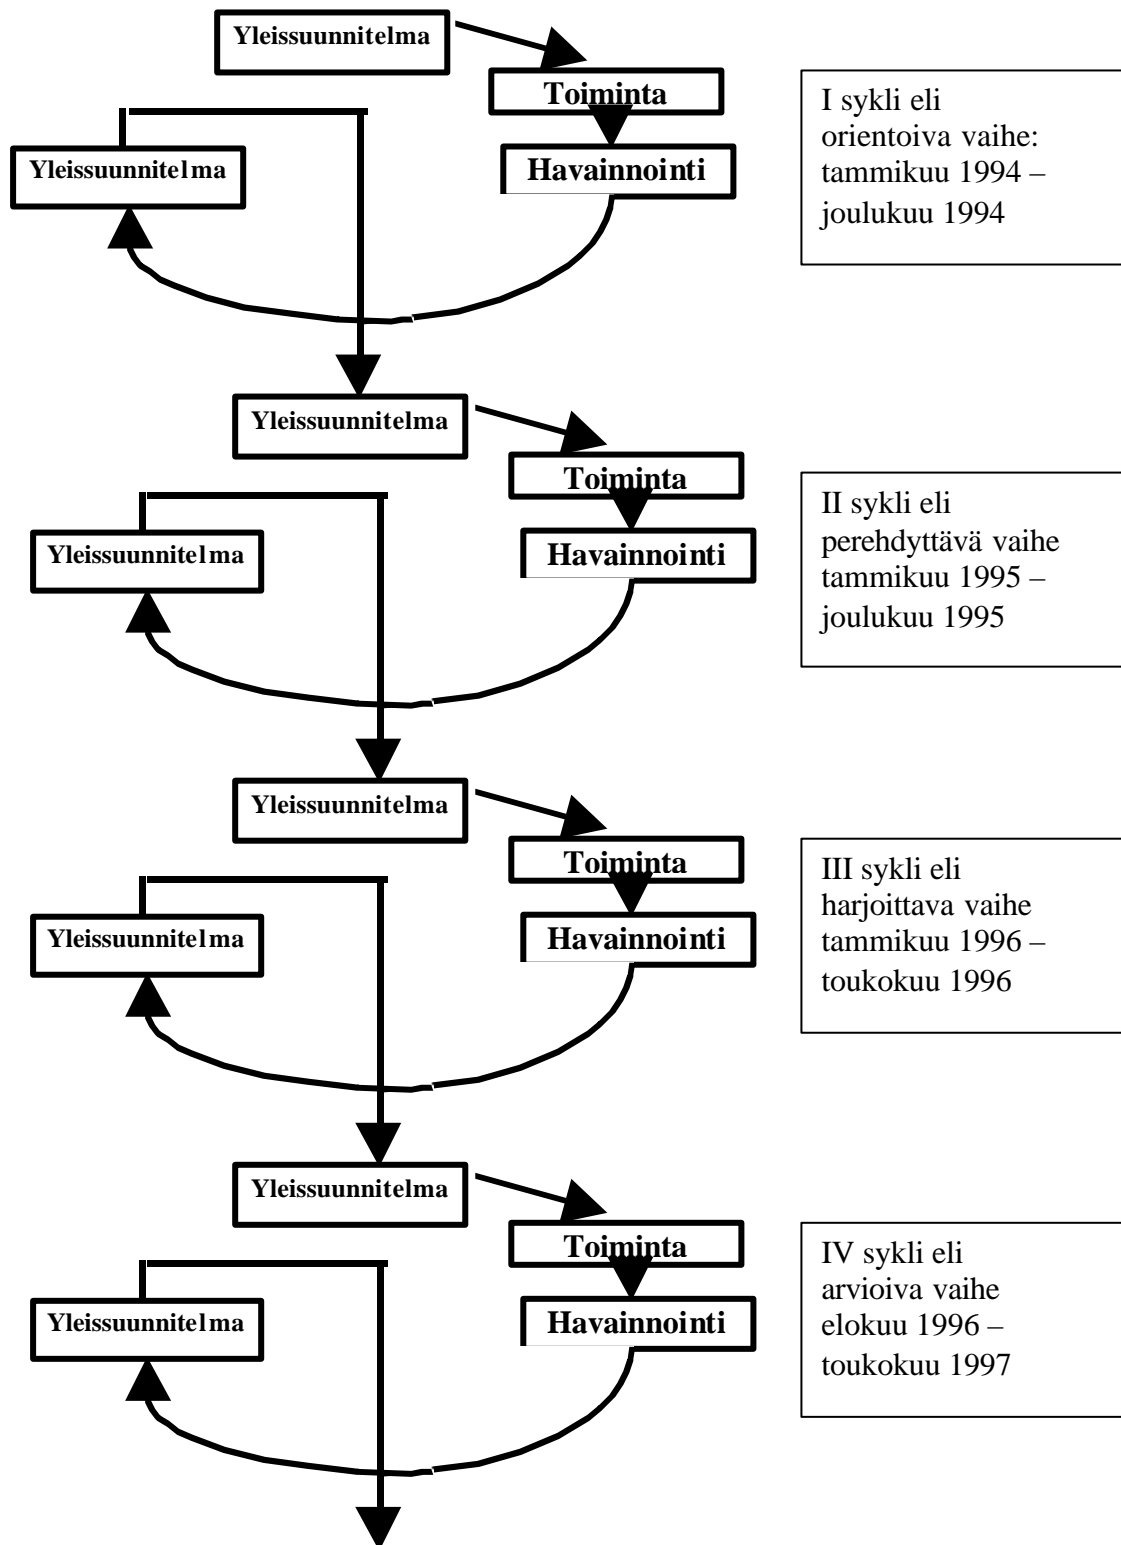 Yleissuunnitelma
Toiminta
Havainnointi
Yleissuunnitelma
I sykli eli
orientoiva vaihe:
tammikuu 1994 –
joulukuu 1994
Yleissuunnitelma
Toiminta
Havainnointi
Yleissuunnitelma
II sykli eli
perehdyttävä vaihe
tammikuu 1995 –
joulukuu 1995
Yleissuunnitelma
Toiminta
Havainnointi
Yleissuunnitelma
III sykli eli
harjoittava vaihe
tammikuu 1996 –
toukokuu 1996
Yleissuunnitelma
Toiminta
Havainnointi
Yleissuunnitelma
IV sykli eli
arvioiva vaihe
elokuu 1996 –
toukokuu 1997